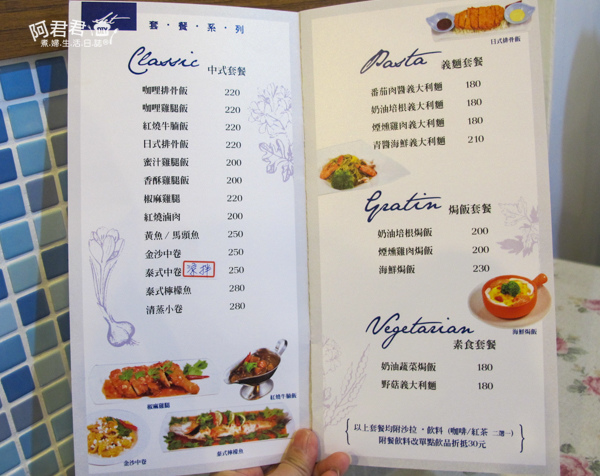 阿君君
煮.婦.生.活.日.誌
套・餐・系・列
Classic 中式套餐
咖哩排骨飯 220
咖哩雞腿飯 220
紅燒牛腩飯 220
日式排骨飯 220
蜜汁雞腿飯 200
香酥雞腿飯 200
椒麻雞腿 220
紅燒滷肉 200
黃魚/馬頭魚 250
金沙中卷 250
泰式中卷 涼拌 250
泰式檸檬魚 280
清蒸小卷 280
椒麻雞腿
紅燒牛腩飯
金沙中卷
泰式檸檬魚
日式排骨飯
Pasta 義麵套餐
番茄肉醬義大利麵 180
奶油培根義大利麵 180
煙燻雞肉義大利麵 180
青醬海鮮義大利麵 210
Gratin 焗飯套餐
奶油培根焗飯 200
煙燻雞肉焗飯 200
海鮮焗飯 230
海鮮焗飯
Vegetarian
素食套餐
奶油蔬菜焗飯 180
野菇義大利麵 180
以上套餐均附沙拉。飲料(咖啡/紅茶 二選一)
附餐飲料改單點飲品折抵30元